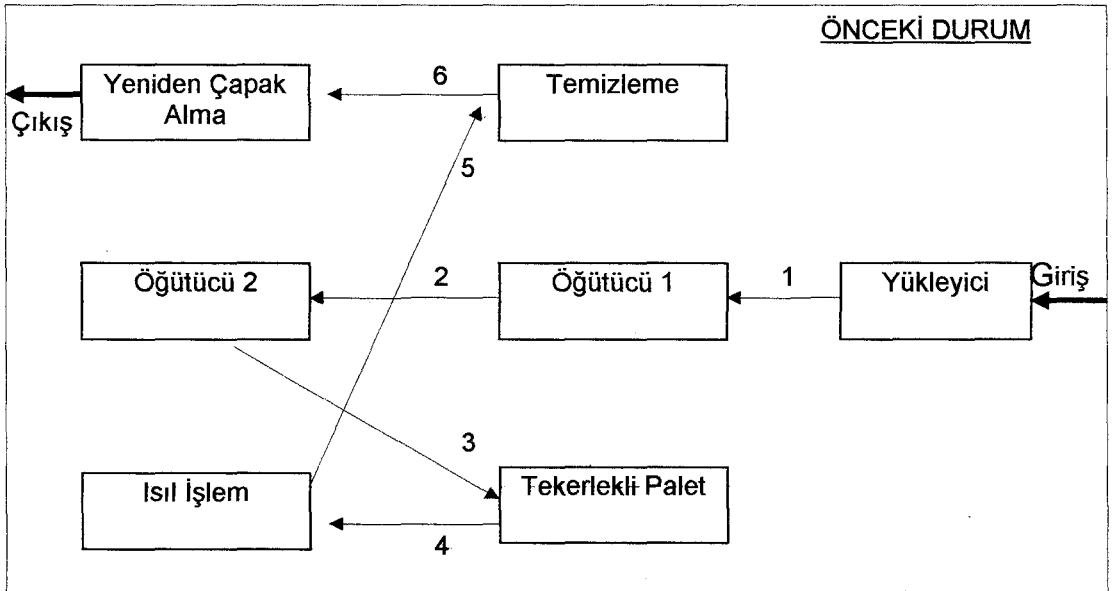 ÖNCEKİ DURUM
Yeniden Çapak
Alma
6
Temizleme
Çıkış
5
Öğütücü 2
2
Öğütücü 1
1
Yükleyici
Giriş
3
Isıl İşlem
Tekerlekli Palet
4